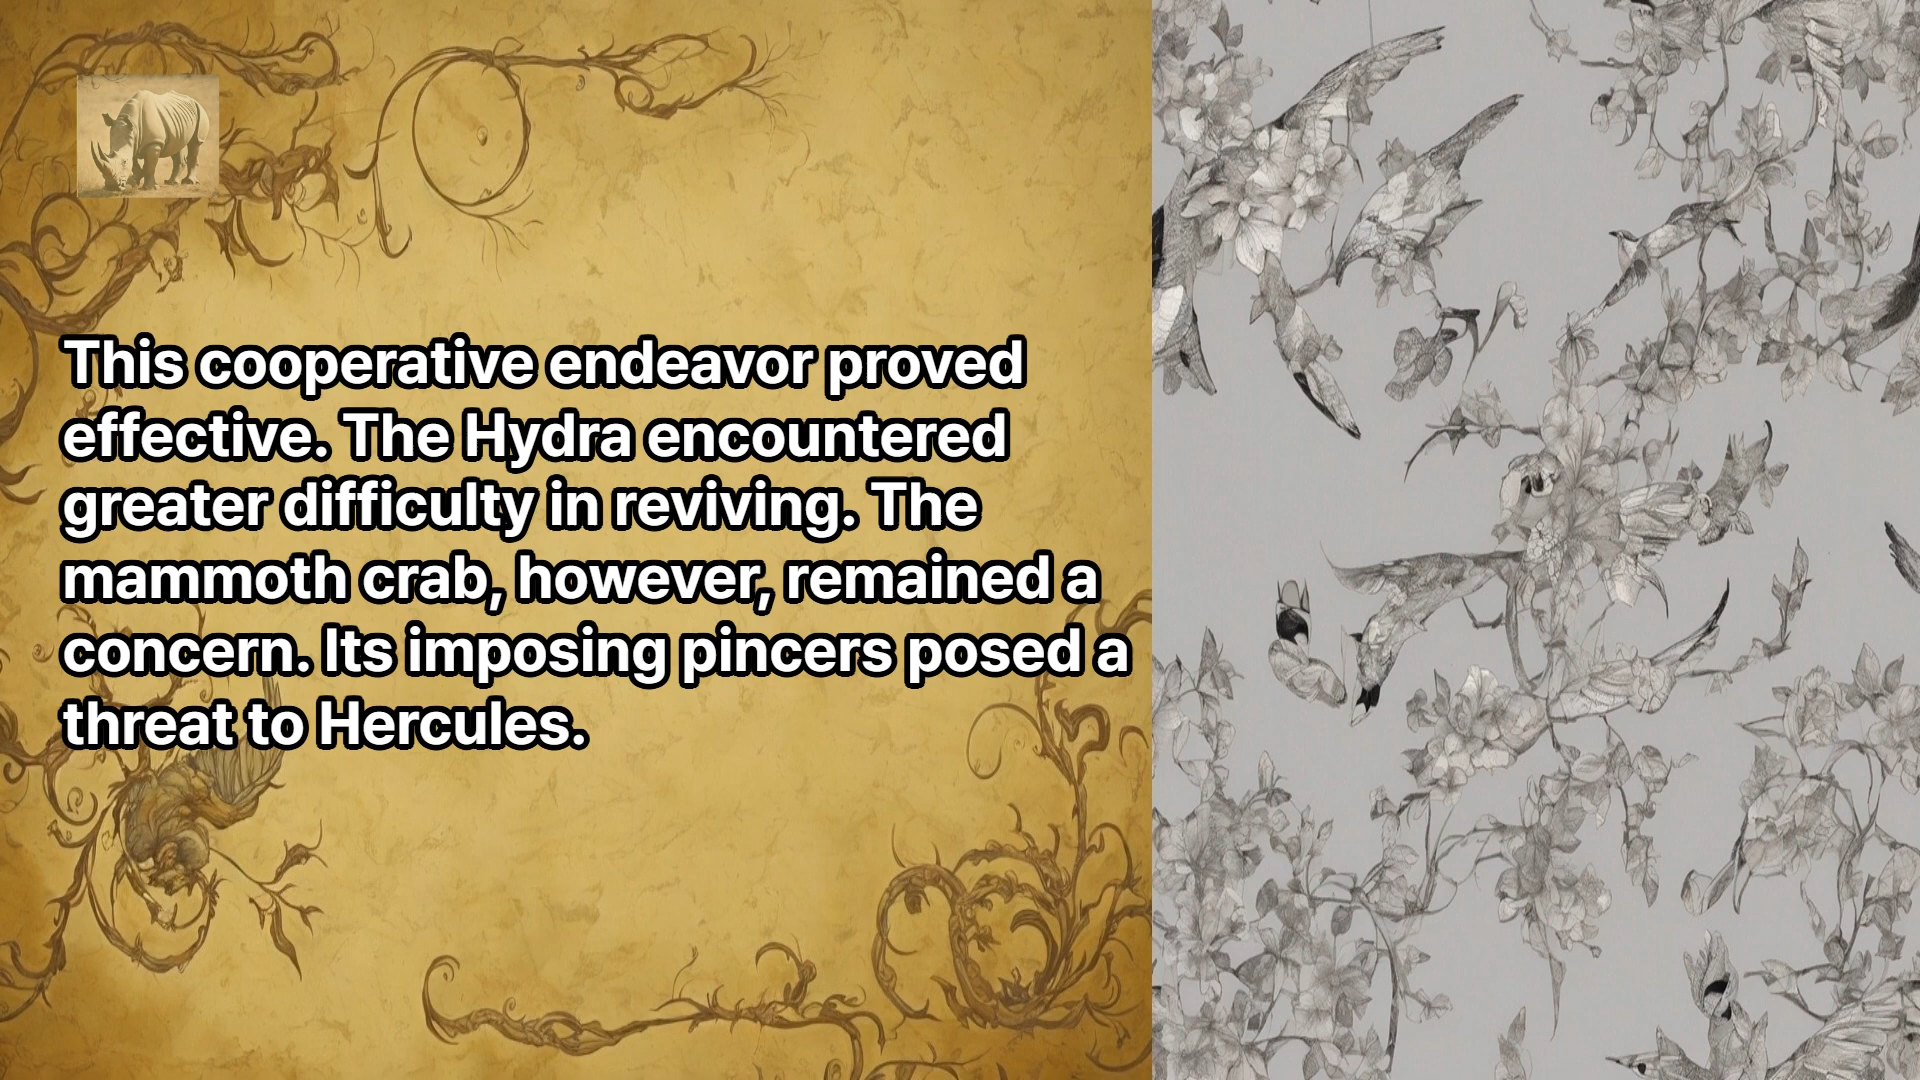 This cooperative endeavor proved
effective. The Hydra encountered
greater difficulty in reviving. The
mammoth crab, however, remained a
concern. Its imposing pincers posed a
threat to Hercules.